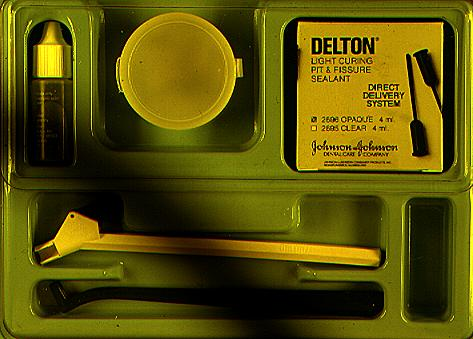 DELTON®
LIGHT CURING
PIT & FISSURE
SEALANT
DIRECT
DELIVERY
SYSTEM
2696 OPAQUE 4 ml.
2695 CLEAR 4 ml.
Johnson & Johnson
DENTAL CARE COMPANY
DELTON